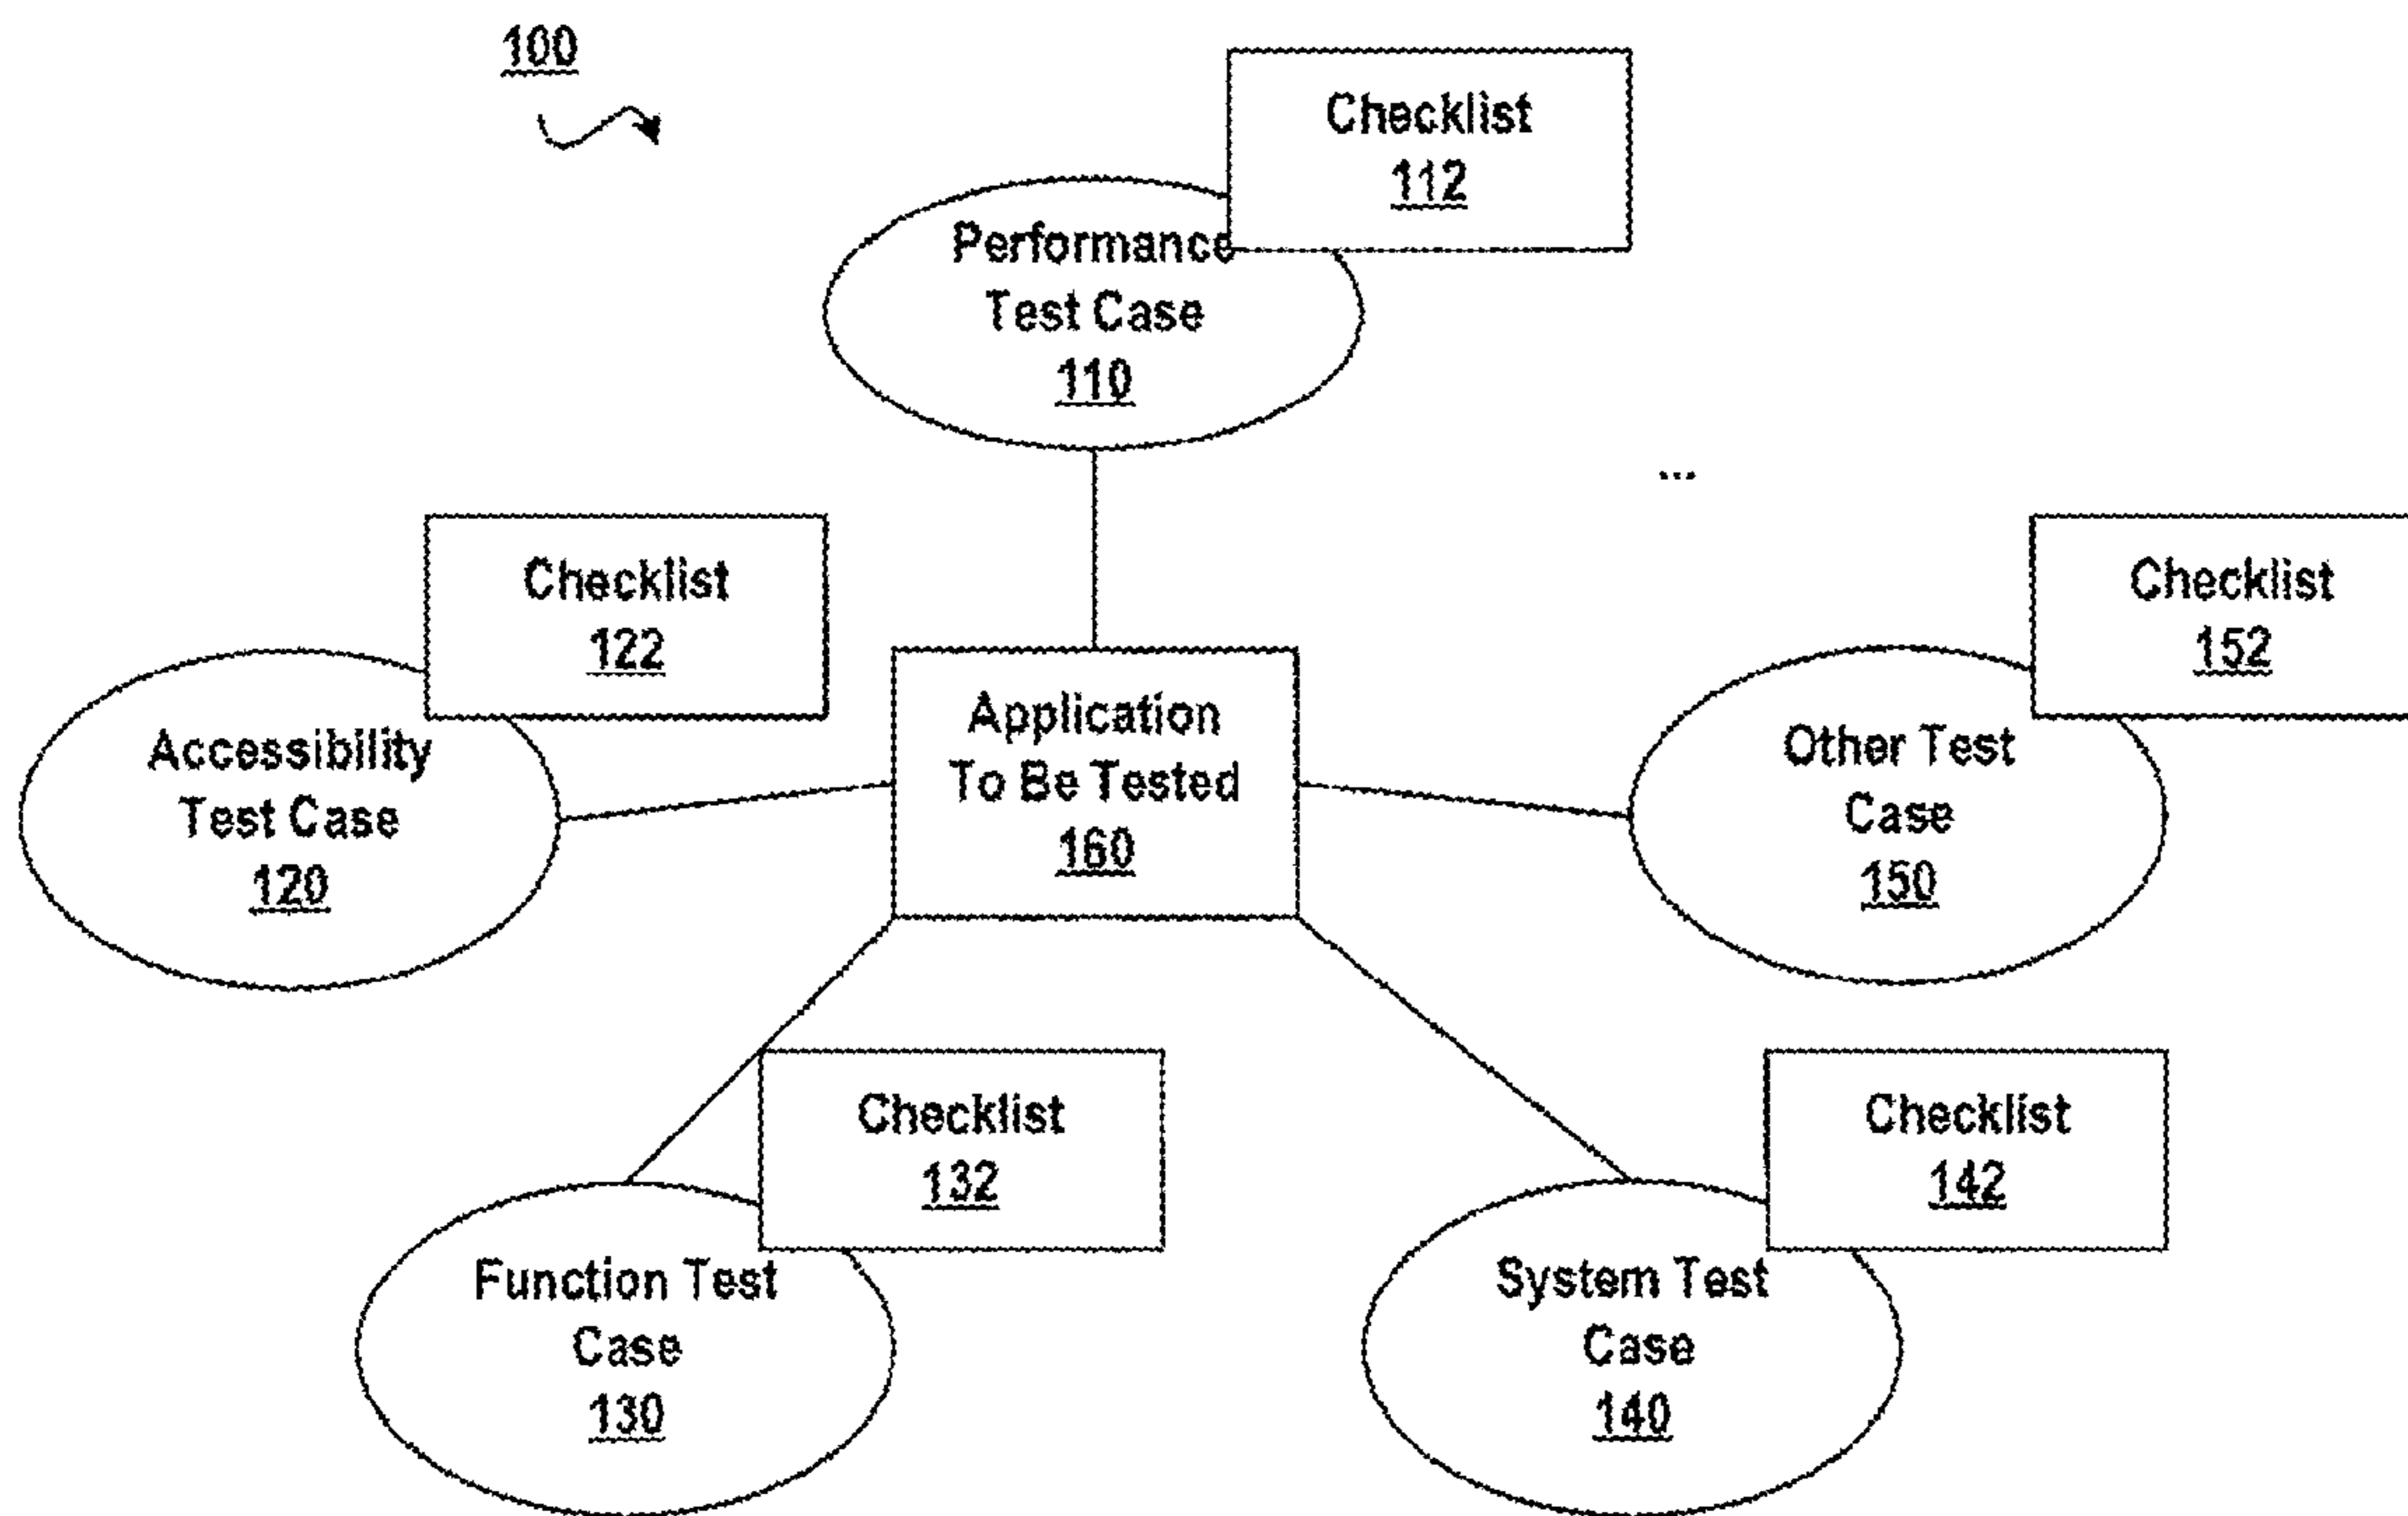 100
Checklist
112
Performance
Test Case
110
...
Checklist
122
Accessibility
Test Case
120
Application
To Be Tested
160
Checklist
152
Other Test
Case
150
Checklist
132
Function Test
Case
130
Checklist
142
System Test
Case
140